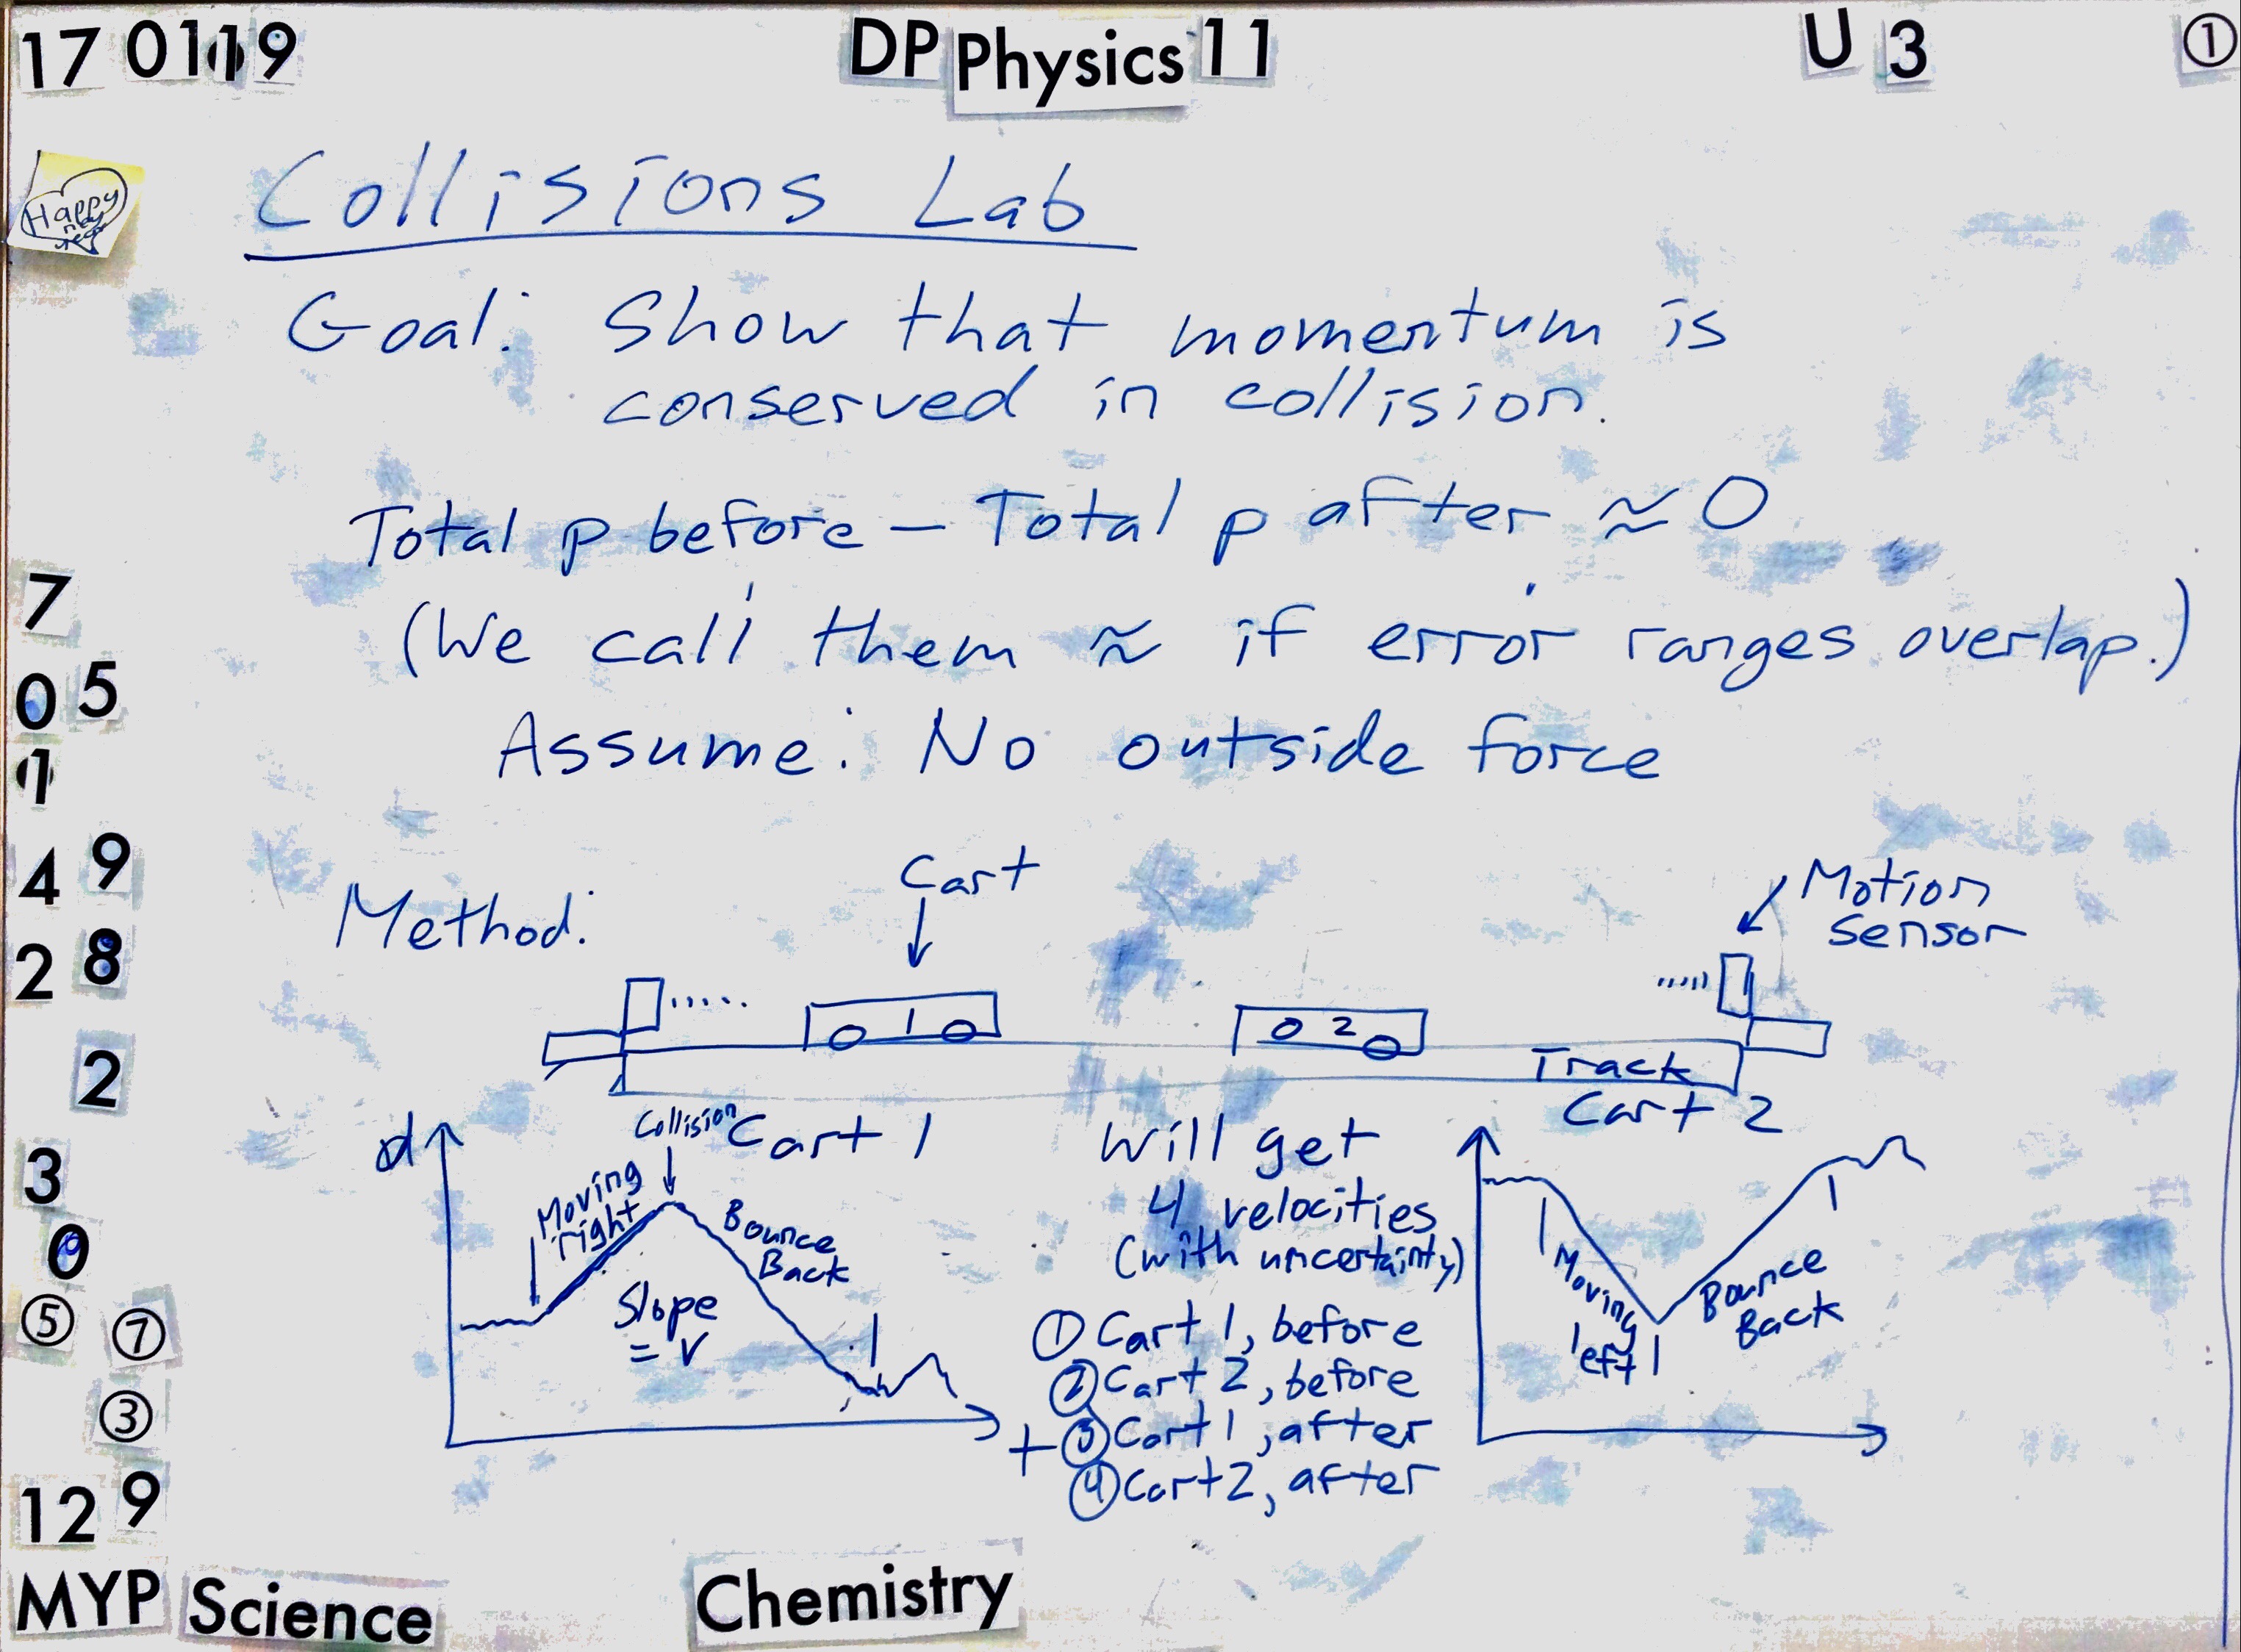 17 01 19 DP Physics 11 U 3 ①
Happy new year
Collisions Lab
Goal: Show that momentum is
conserved in collision.
Total p before – Total p after ≈ 0
(We call them ≈ if error ranges overlap.)
Assume: No outside force
7
0 5
1
4 9
2 8
2
3
0
⑤ ⑦
③
12 9
Method:
Cart
Motion
Sensor
1
2
Track
d
Collision
Cart 1
Moving
right
Bounce
Back
Slope
= V
Will get
4 velocities
(with uncertainty)
① Cart 1, before
② Cart 2, before
+ ③ Cart 1, after
④ Cart 2, after
Cart 2
Moving
left
Bounce
Back
MYP Science Chemistry